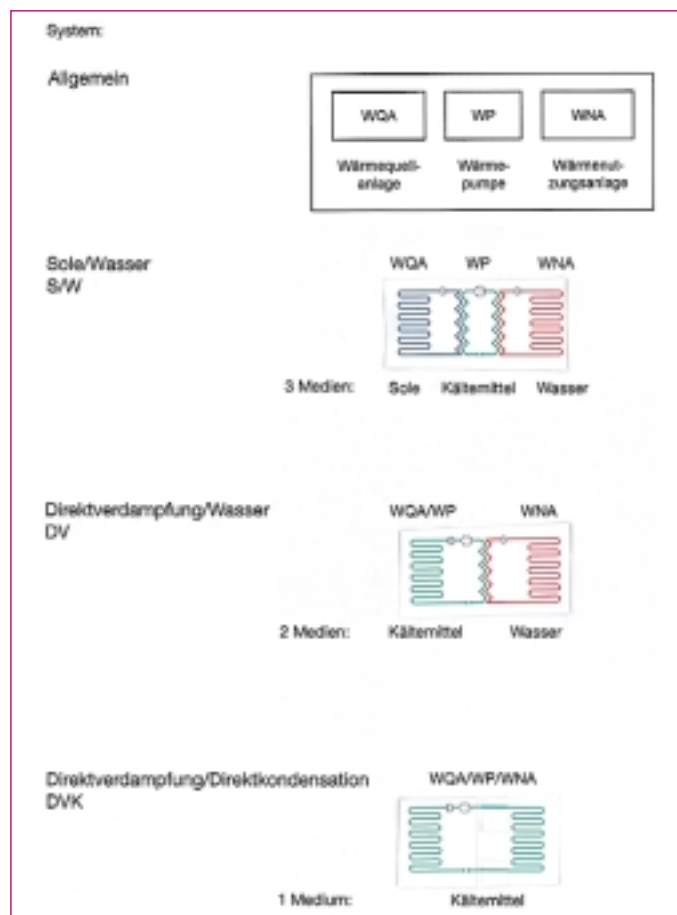 System:
Allgemein
WQA WP WNA
Wärmequell- Wärme- Wärmenut-
anlage pumpe zungsanlage
Sole/Wasser WQA WP WNA
S/W
3 Medien: Sole Kältemittel Wasser
Direktverdampfung/Wasser WQA/WP WNA
DV
2 Medien: Kältemittel Wasser
Direktverdampfung/Direktkondensation WQA/WP/WNA
DVK
1 Medium: Kältemittel